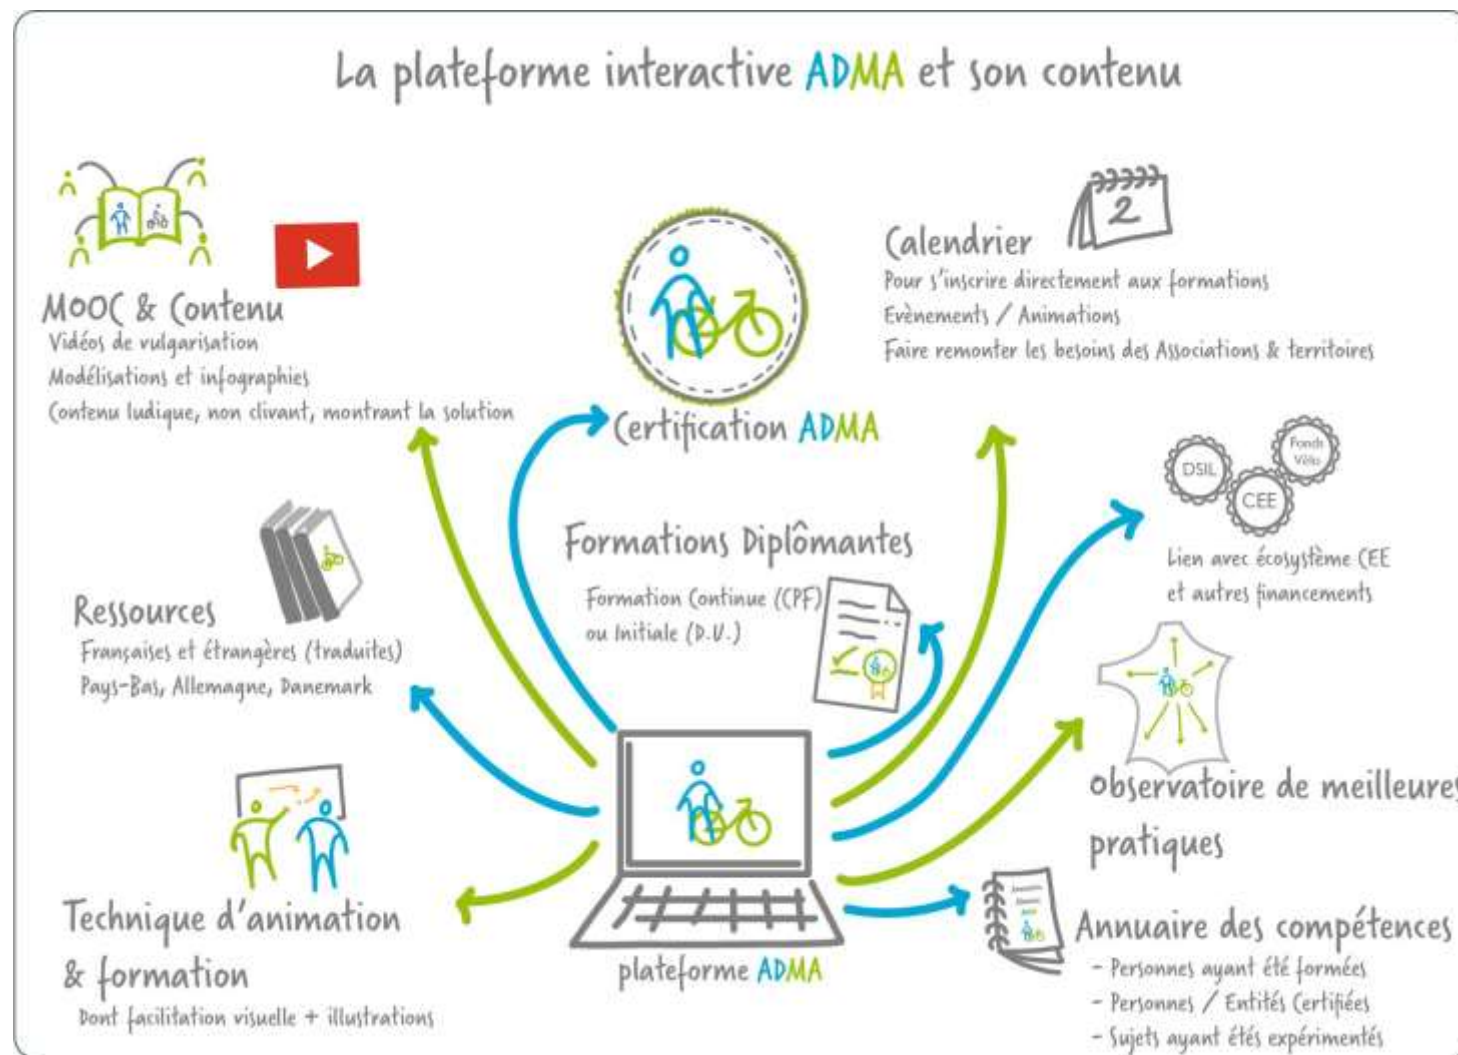 La plateforme interactive ADMA et son contenu
MOOC & Contenu
Vidéos de vulgarisation
Modélisations et infographies
Contenu ludique, non clivant, montrant la solution
Certification ADMA
2
Calendrier
Pour s'inscrire directement aux formations
Evènements / Animations
Faire remonter les besoins des Associations & territoires
Formations Diplômantes
Formation Continue (CPF)
ou Initiale (D.U.)
DSIL
CEE
Fonds
Vélo
Lien avec écosystème CEE
et autres financements
Ressources
Françaises et étrangères (traduites)
Pays-Bas, Allemagne, Danemark
Observatoire de meilleures
pratiques
Technique d'animation
& formation
Dont facilitation visuelle + illustrations
plateforme ADMA
Annuaire des compétences
- Personnes ayant été formées
- Personnes / Entités Certifiées
- Sujets ayant étés expérimentés